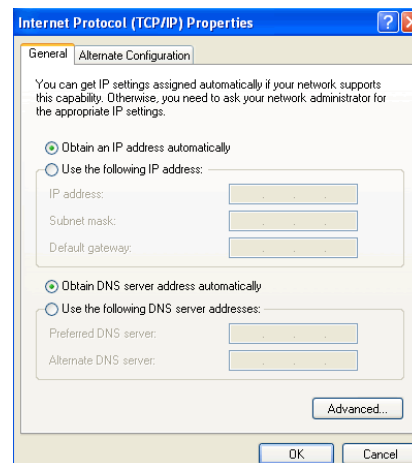 Internet Protocol (TCP/IP) Properties
General
Alternate Configuration
You can get IP settings assigned automatically if your network supports
this capability. Otherwise, you need to ask your network administrator for
the appropriate IP settings.
Obtain an IP address automatically
Use the following IP address:
IP address:
Subnet mask:
Default gateway:
Obtain DNS server address automatically
Use the following DNS server addresses:
Preferred DNS server:
Alternate DNS server:
Advanced...
OK
Cancel